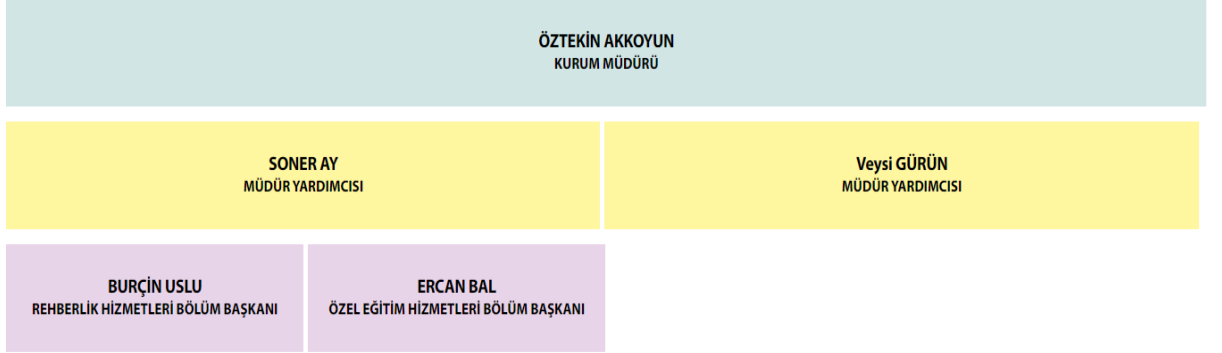 ÖZTEKİN AKKOYUN
KURUM MÜDÜRÜ
SONER AY
MÜDÜR YARDIMCISI
Veysi GÜRÜN
MÜDÜR YARDIMCISI
BURÇİN USLU
REHBERLİK HİZMETLERİ BÖLÜM BAŞKANI
ERCAN BAL
ÖZEL EĞİTİM HİZMETLERİ BÖLÜM BAŞKANI